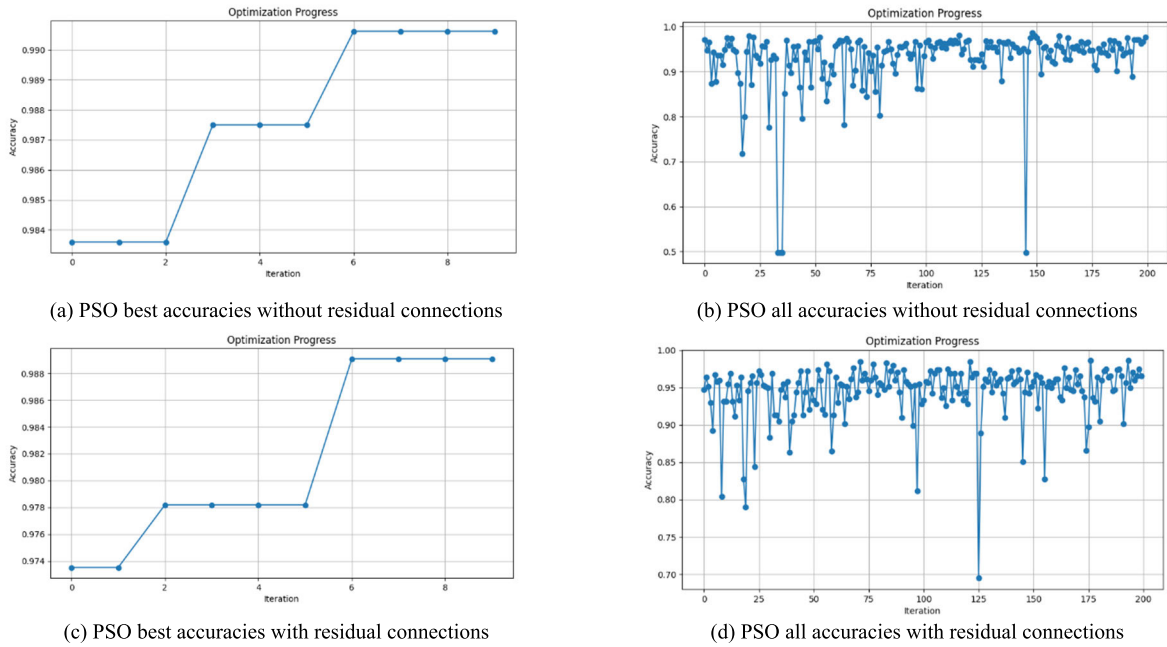 Optimization Progress
Accuracy
0.990
0.989
0.988
0.987
0.986
0.985
0.984
0 2 4 6 8
Iteration
(a) PSO best accuracies without residual connections
Optimization Progress
Accuracy
1.0
0.9
0.8
0.7
0.6
0.5
0 25 50 75 100 125 150 175 200
Iteration
(b) PSO all accuracies without residual connections
Optimization Progress
Accuracy
0.988
0.986
0.984
0.982
0.980
0.978
0.976
0.974
0 2 4 6 8
Iteration
(c) PSO best accuracies with residual connections
Optimization Progress
Accuracy
1.00
0.95
0.90
0.85
0.80
0.75
0.70
0 25 50 75 100 125 150 175 200
Iteration
(d) PSO all accuracies with residual connections